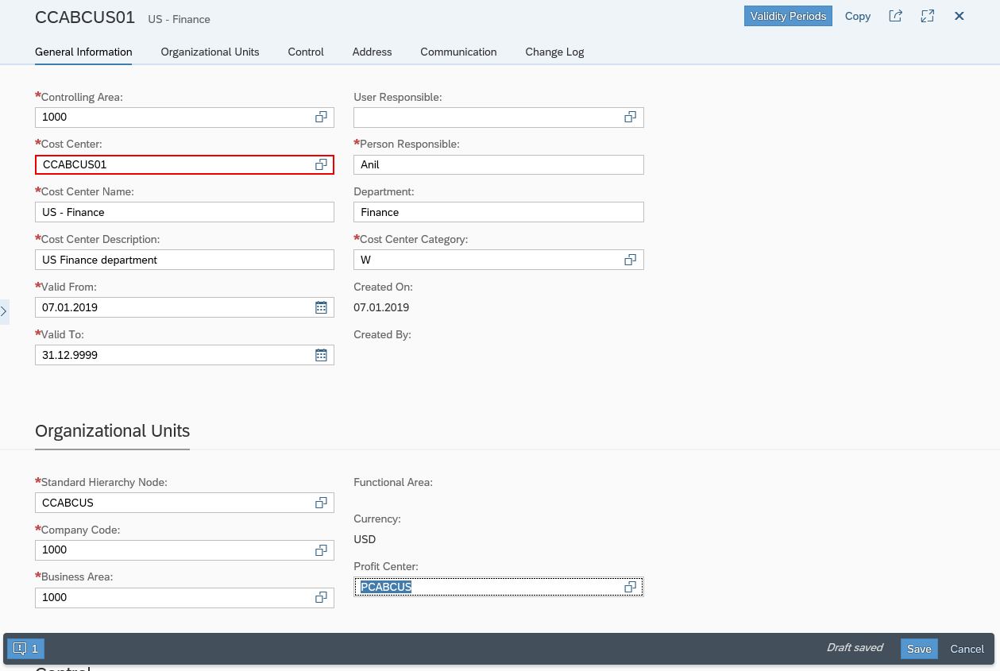 CCABCUS01 US - Finance Validity Periods Copy
General Information Organizational Units Control Address Communication Change Log
*Controlling Area: User Responsible:
1000
*Cost Center: *Person Responsible:
CCABCUS01 Anil
*Cost Center Name: Department:
US - Finance Finance
*Cost Center Description: *Cost Center Category:
US Finance department W
*Valid From: Created On:
07.01.2019 07.01.2019
*Valid To: Created By:
31.12.9999
Organizational Units
*Standard Hierarchy Node: Functional Area:
CCABCUS
*Company Code: Currency:
1000 USD
*Business Area: Profit Center:
1000 PCABCUS
1 Draft saved Save Cancel
Control